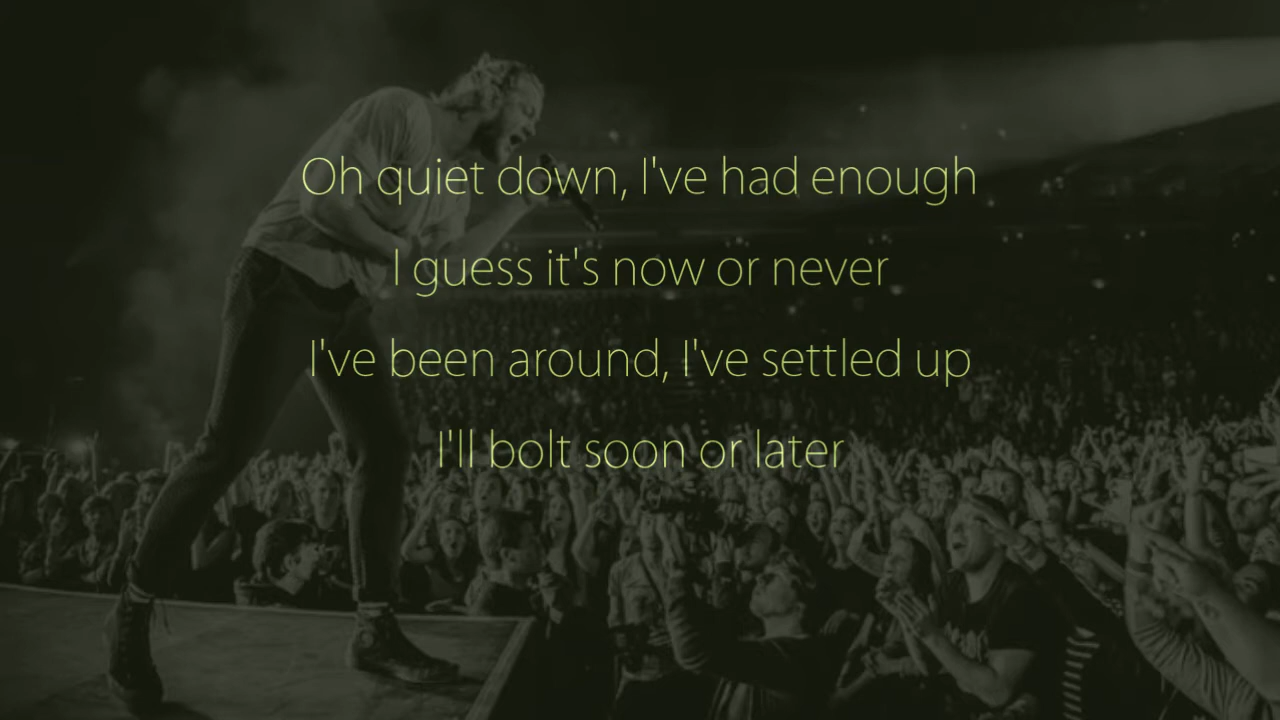 Oh quiet down, I've had enough
I guess it's now or never
I've been around, I've settled up
I'll bolt soon or later